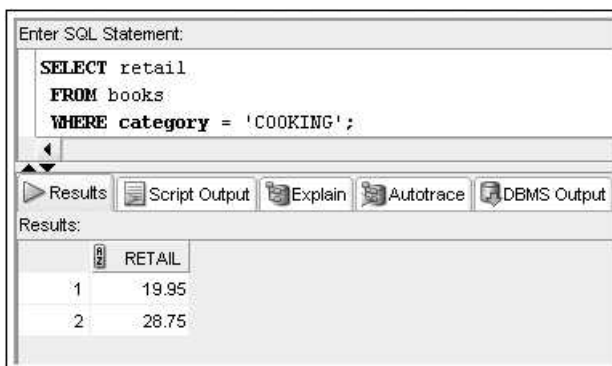 Enter SQL Statement:
SELECT retail
FROM books
WHERE category = 'COOKING';
Results Script Output Explain Autotrace DBMS Output
Results:
A Z RETAIL
1 19.95
2 28.75